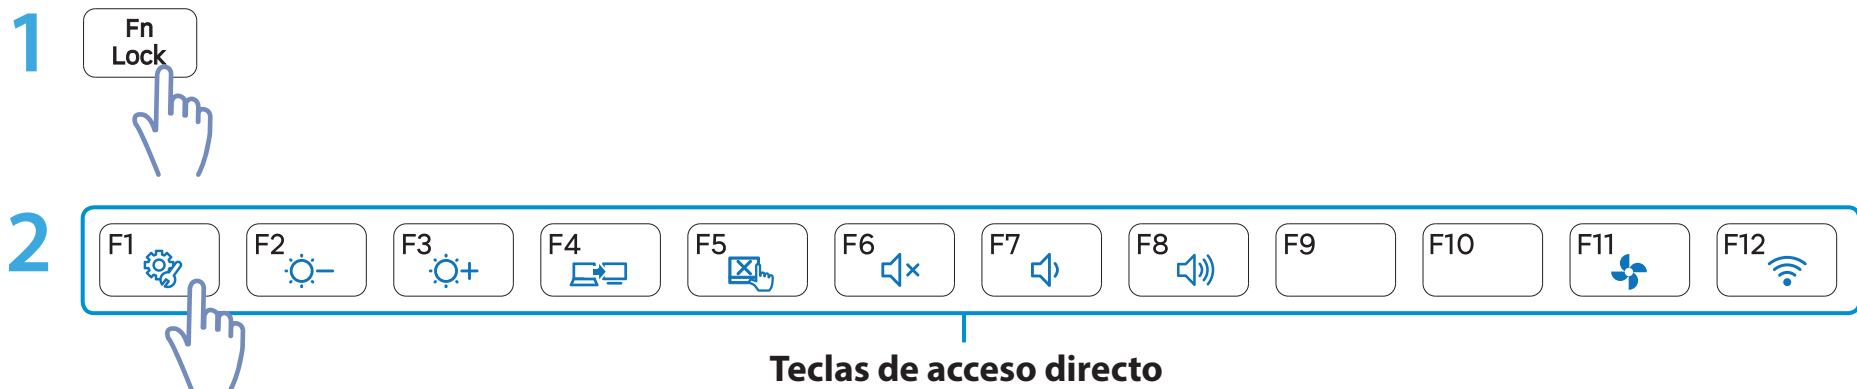 1
Fn
Lock
2
F1 F2 F3 F4 F5 F6 F7 F8 F9 F10 F11 F12
Teclas de acceso directo